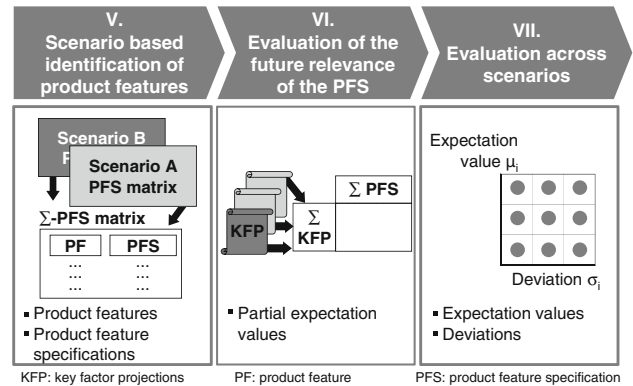 V.
Scenario based
identification of
product features
VI.
Evaluation of the
future relevance
of the PFS
VII.
Evaluation across
scenarios
Scenario B
P
Scenario A
PFS matrix
Σ-PFS matrix
PF PFS
... ...
... ...
... ...
▪ Product features
▪ Product feature
specifications
KFP
Σ PFS
Σ
KFP
▪ Partial expectation
values
Expectation
value μi
Deviation σi
▪ Expectation values
▪ Deviations
KFP: key factor projections PF: product feature PFS: product feature specification